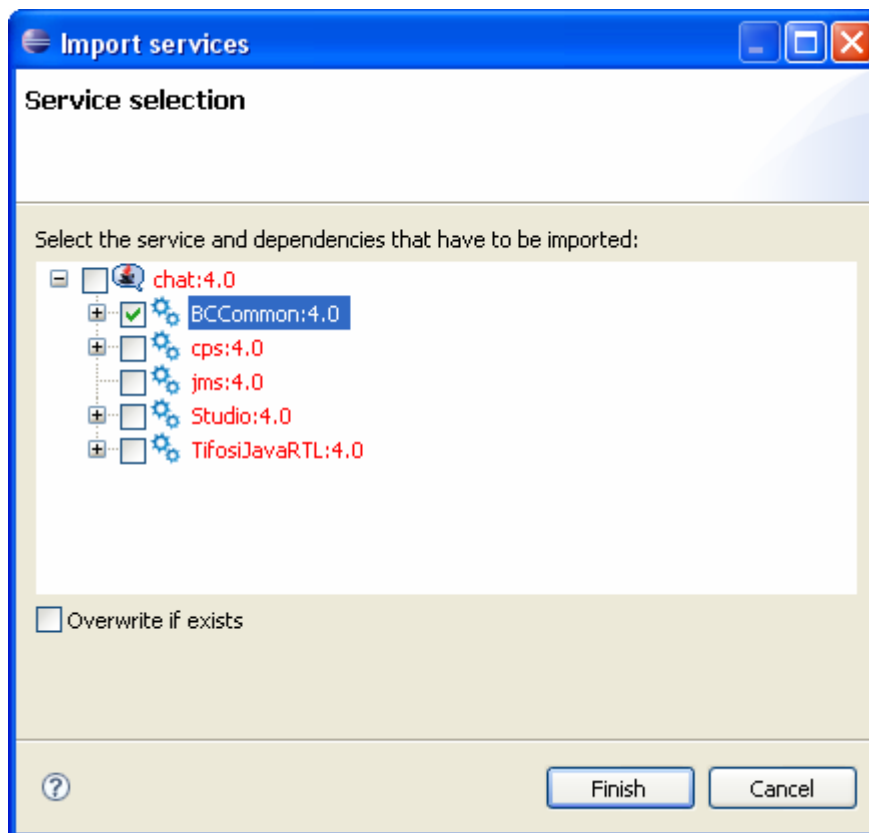 Import services
Service selection
Select the service and dependencies that have to be imported:
chat:4.0
BCCommon:4.0
cps:4.0
jms:4.0
Studio:4.0
TifosiJavaRTL:4.0
Overwrite if exists
Finish Cancel